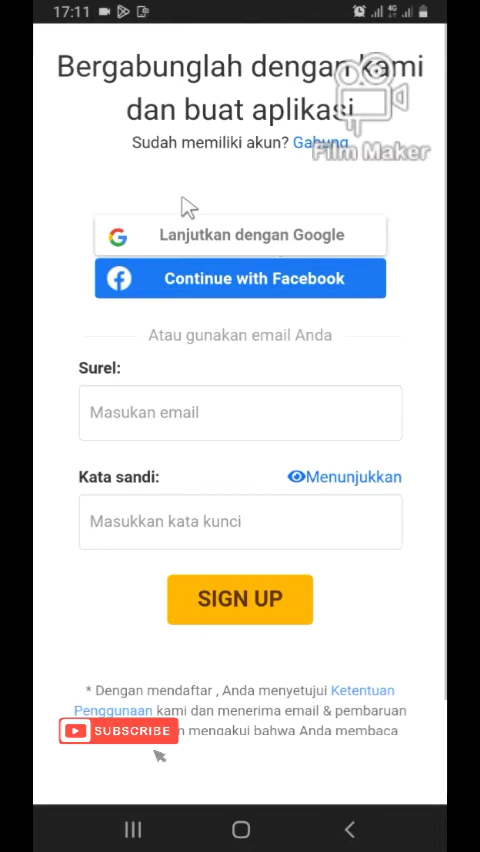 17:11
4G
Bergabunglah dengan kami
dan buat aplikasi
Sudah memiliki akun? Gabung
Film Maker
Lanjutkan dengan Google
Continue with Facebook
Atau gunakan email Anda
Surel:
Masukan email
Kata sandi:
Menunjukkan
Masukkan kata kunci
SIGN UP
* Dengan mendaftar , Anda menyetujui Ketentuan
Penggunaan kami dan menerima email & pembaruan
SUBSCRIBE
mengakui bahwa Anda membaca